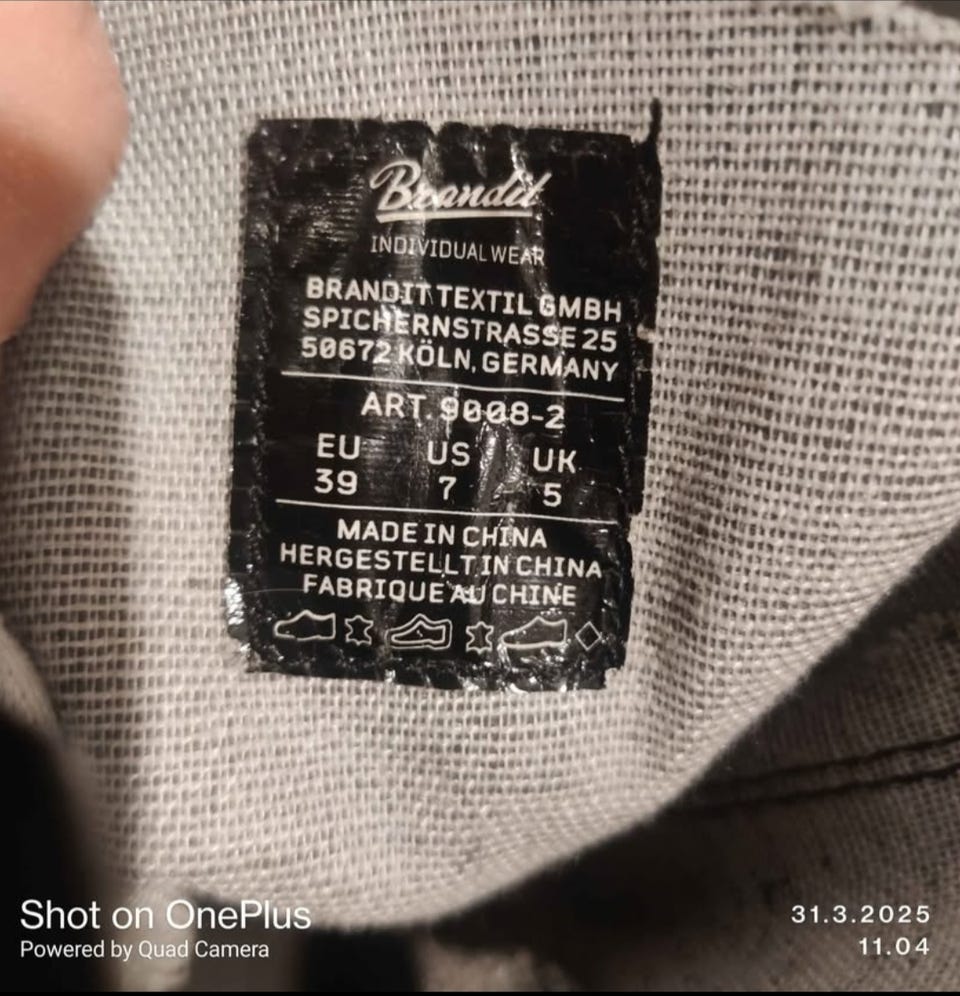 Brandit
INDIVIDUAL WEAR
BRANDIT TEXTIL GMBH
SPICHERNSTRASSE 25
50672 KÖLN, GERMANY
ART. 9008-2
EU US UK
39 7 5
MADE IN CHINA
HERGESTELLT IN CHINA
FABRIQUE AU CHINE
Shot on OnePlus
Powered by Quad Camera
31.3.2025
11.04